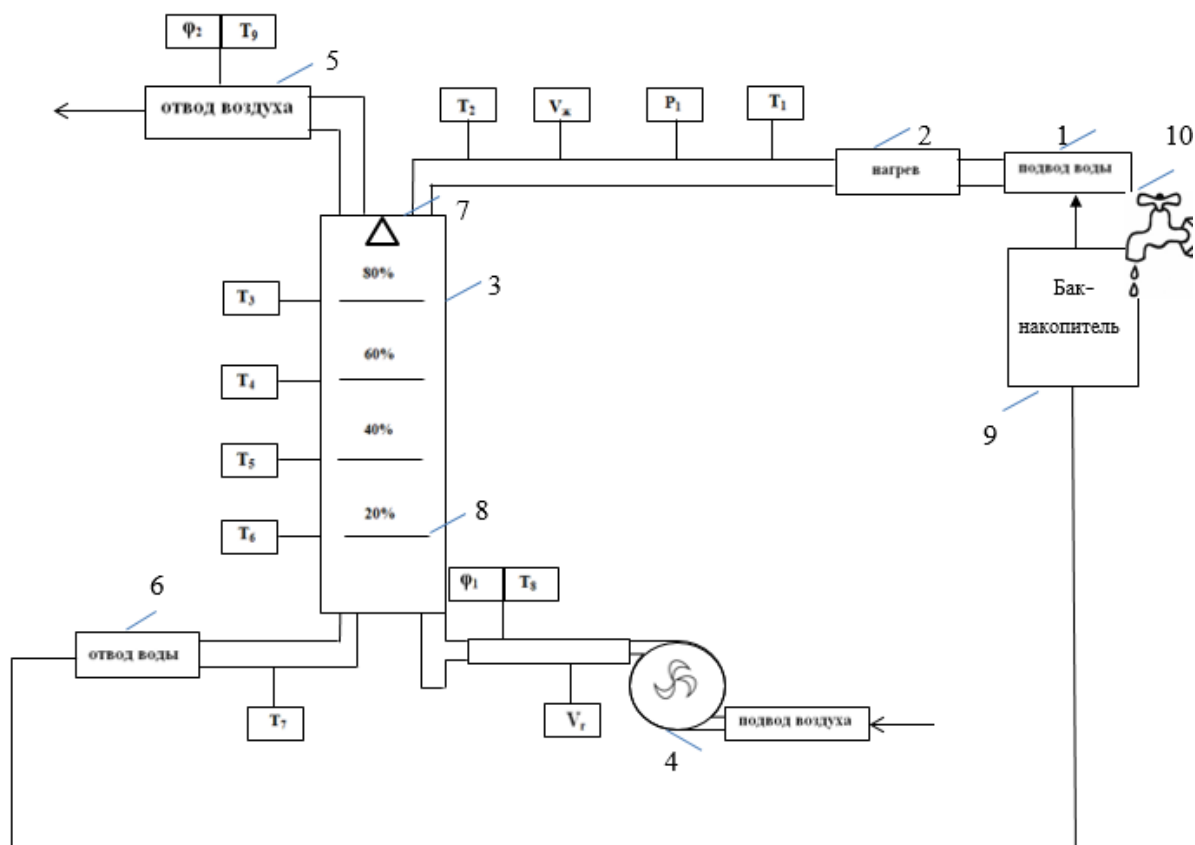 φ₂ T₉
5
отвод воздуха
T₂ Vж P₁ T₁
2 1 10
нагрев подвод воды
7
80%
T₃ 3
Бак-
накопитель
60%
T₄
9
40%
T₅
20% 8
T₆
φ₁ T₈
6
отвод воды
T₇ Vг подвод воздуха
4